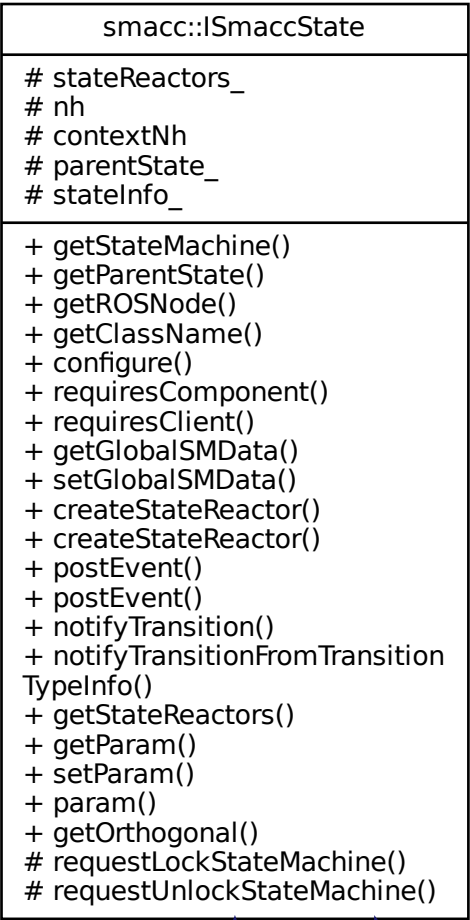 smacc::ISmaccState
# stateReactors_
# nh
# contextNh
# parentState_
# stateInfo_
+ getStateMachine()
+ getParentState()
+ getROSNode()
+ getClassName()
+ configure()
+ requiresComponent()
+ requiresClient()
+ getGlobalSMData()
+ setGlobalSMData()
+ createStateReactor()
+ createStateReactor()
+ postEvent()
+ postEvent()
+ notifyTransition()
+ notifyTransitionFromTransition
TypeInfo()
+ getStateReactors()
+ getParam()
+ setParam()
+ param()
+ getOrthogonal()
# requestLockStateMachine()
# requestUnlockStateMachine()